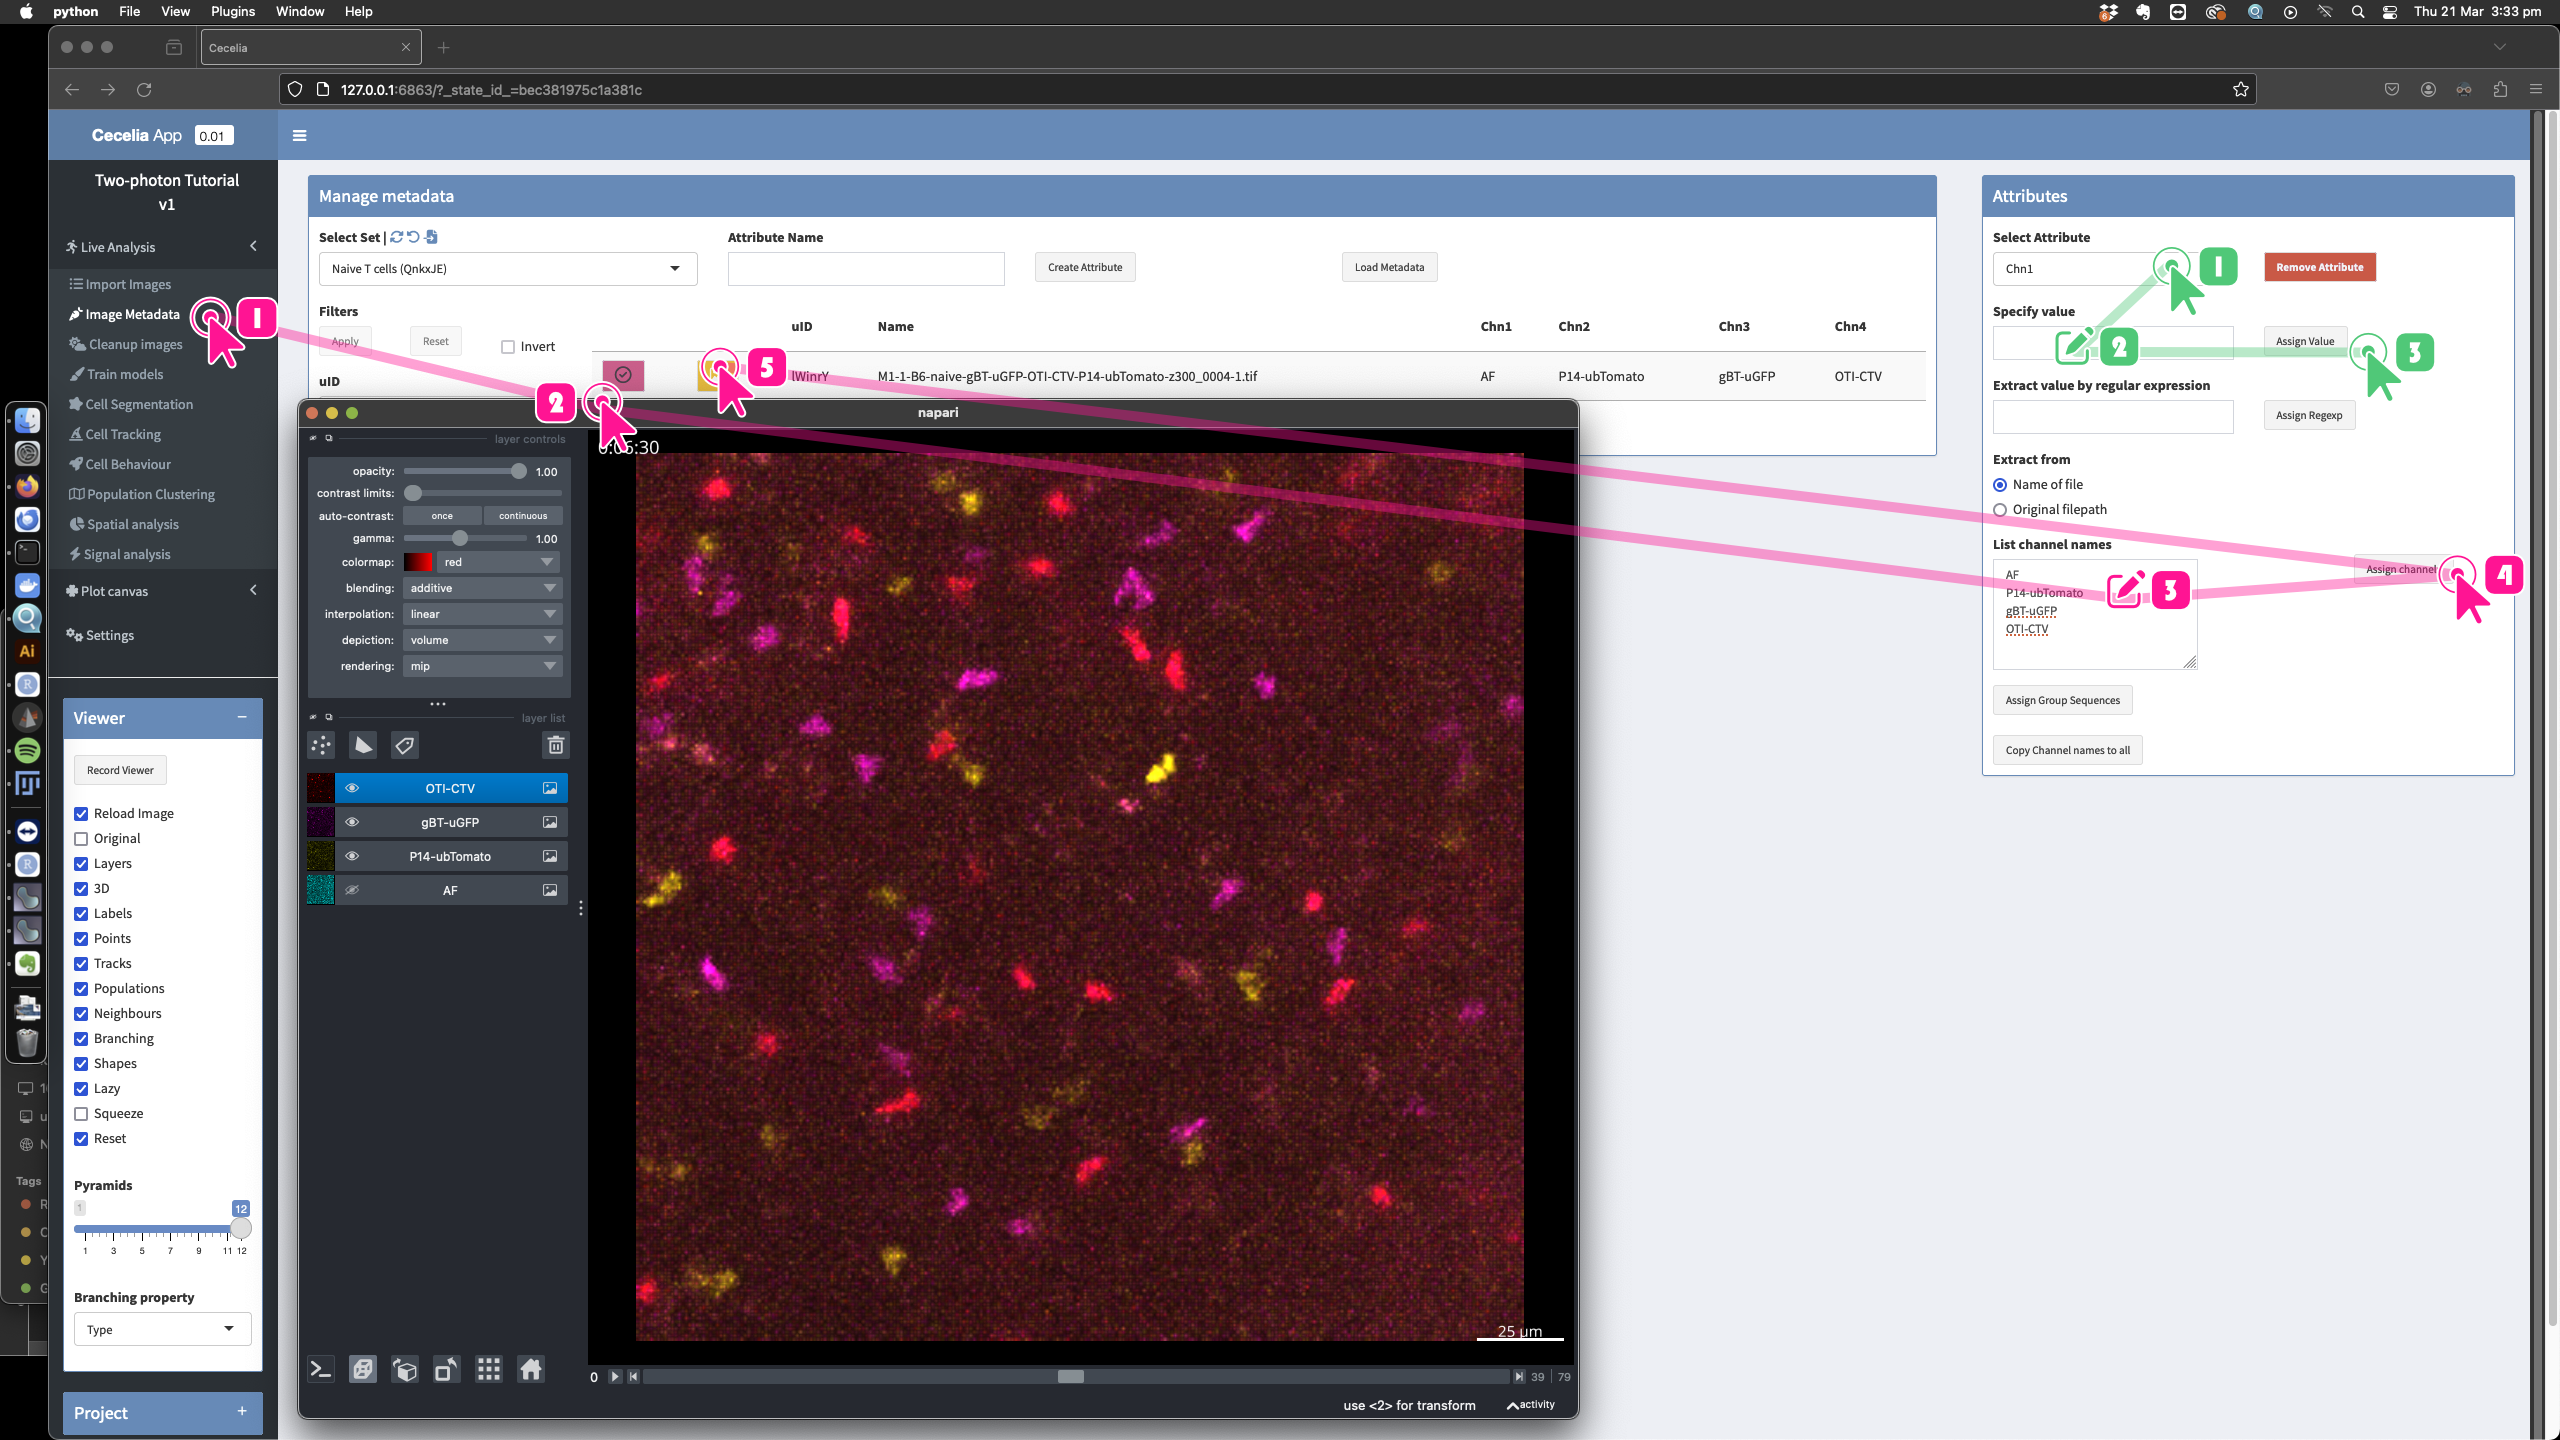 python File View Plugins Window Help
Thu 21 Mar 3:33 pm
Cecelia
127.0.0.1:6863/?_state_id_=bec381975c1a381c
Cecelia App 0.01
Two-photon Tutorial
v1
Live Analysis
Import Images
Image Metadata
Cleanup images
Train models
Cell Segmentation
Cell Tracking
Cell Behaviour
Population Clustering
Spatial analysis
Signal analysis
Plot canvas
Settings
Viewer
Record Viewer
Reload Image
Original
Layers
3D
Labels
Points
Tracks
Populations
Neighbours
Branching
Shapes
Lazy
Squeeze
Reset
Pyramids
1 12
1 3 5 7 9 11 12
Branching property
Type
Project
Tags
Manage metadata
Select Set |
Naive T cells (QnkxJE)
Attribute Name
Create Attribute
Load Metadata
Filters
Apply
Reset
Invert
uID
uID Name Chn1 Chn2 Chn3 Chn4
lWinrY M1-1-B6-naive-gBT-uGFP-OTI-CTV-P14-ubTomato-z300_0004-1.tif AF P14-ubTomato gBT-uGFP OTI-CTV
1
2
5
napari
layer controls
opacity: 1.00
contrast limits:
auto-contrast: once continuous
gamma: 1.00
colormap: red
blending: additive
interpolation: linear
depiction: volume
rendering: mip
layer list
OTI-CTV
gBT-uGFP
P14-ubTomato
AF
25 µm
0 39 79
use <2> for transform
activity
Attributes
Select Attribute
Chn1
1
Remove Attribute
Specify value
2
Assign Value
3
Extract value by regular expression
Assign Regexp
Extract from
Name of file
Original filepath
List channel names
AF
P14-ubTomato
gBT-uGFP
OTI-CTV
3
Assign channel
4
Assign Group Sequences
Copy Channel names to all
Ai